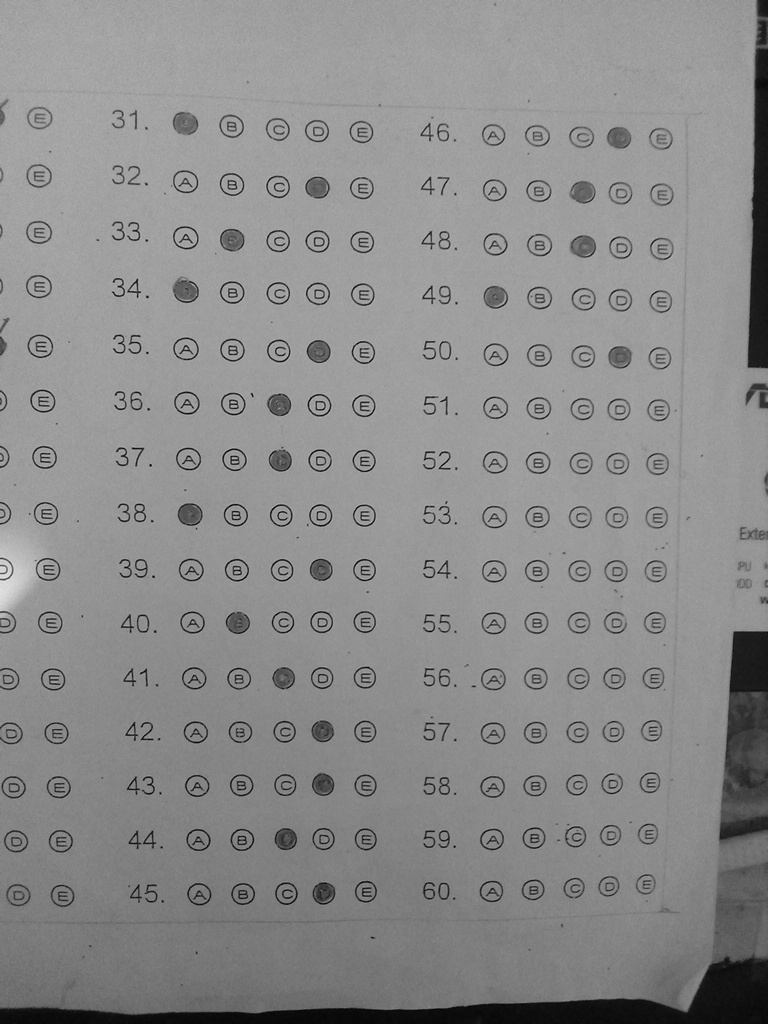 E 31. B C D E 46. A B C D E
E 32. A B C D E 47. A B C D E
E 33. A B C D E 48. A B C D E
E 34. A B C D E 49. A B C D E
E 35. A B C D E 50. A B C D E
D E 36. A B C D E 51. A B C D E
D E 37. A B C D E 52. A B C D E
D E 38. A B C D E 53. A B C D E
D E 39. A B C D E 54. A B C D E
D E 40. A B C D E 55. A B C D E
D E 41. A B C D E 56. A B C D E
D E 42. A B C D E 57. A B C D E
D E 43. A B C D E 58. A B C D E
D E 44. A B C D E 59. A B C D E
D E 45. A B C D E 60. A B C D E
Exte